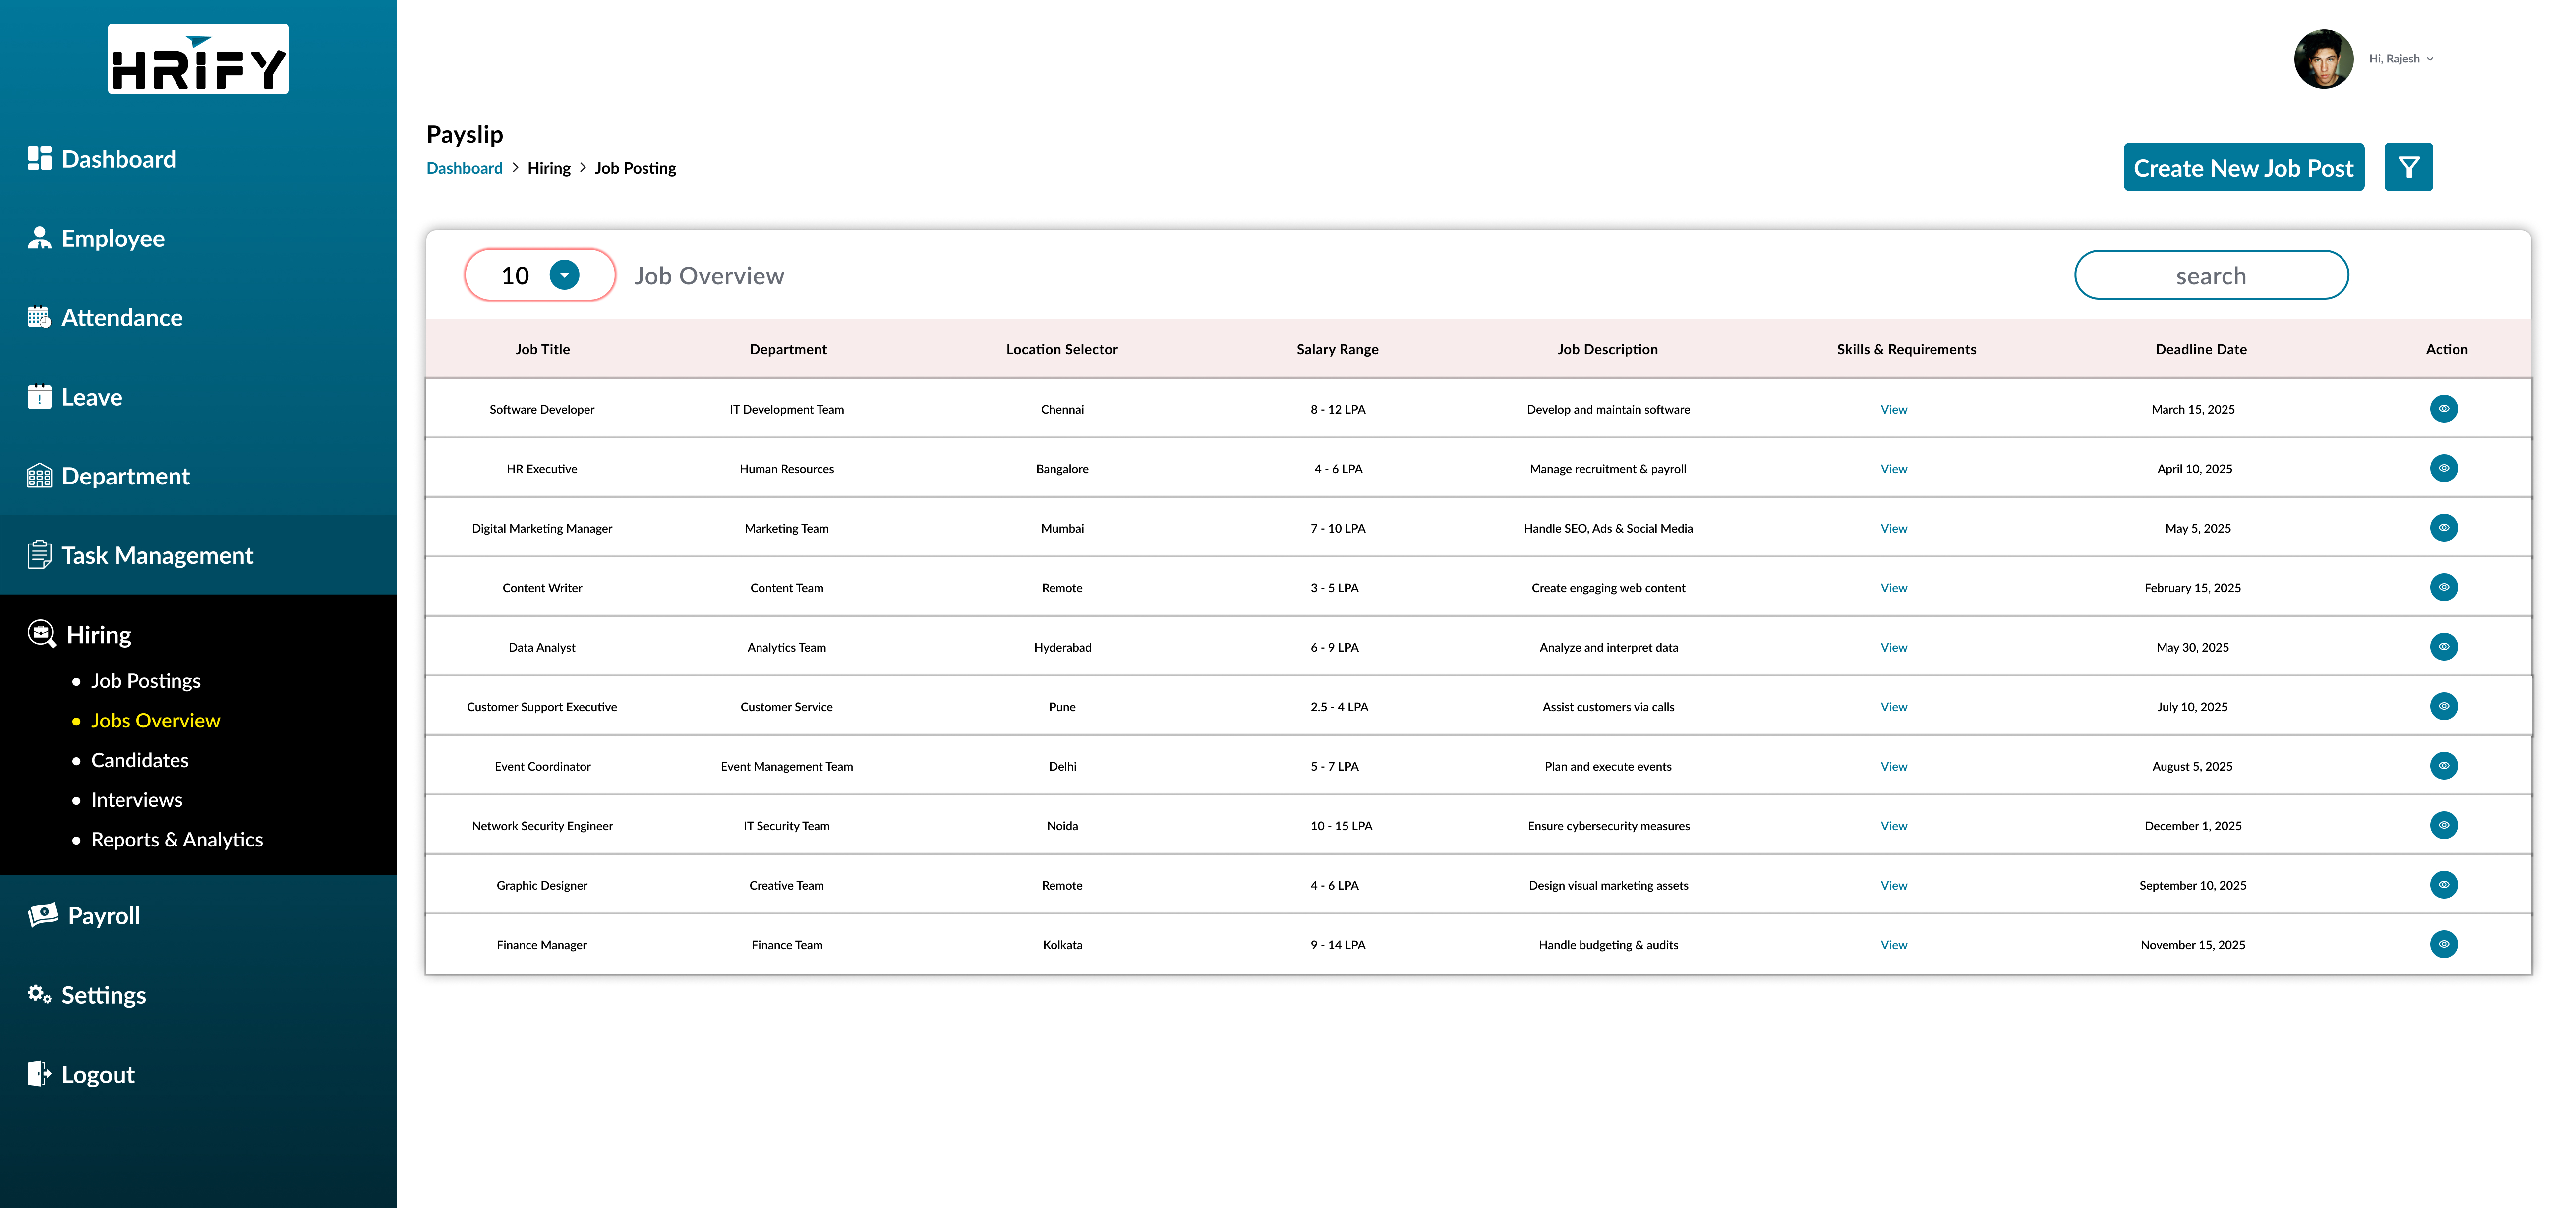 HRIFY
Dashboard
Employee
Attendance
Leave
Department
Task Management
Hiring
Job Postings
Jobs Overview
Candidates
Interviews
Reports & Analytics
Payroll
Settings
Logout
Hi, Rajesh
Payslip
Dashboard > Hiring > Job Posting
Create New Job Post
10 Job Overview search
Job Title Department Location Selector Salary Range Job Description Skills & Requirements Deadline Date Action
Software Developer IT Development Team Chennai 8 - 12 LPA Develop and maintain software View March 15, 2025
HR Executive Human Resources Bangalore 4 - 6 LPA Manage recruitment & payroll View April 10, 2025
Digital Marketing Manager Marketing Team Mumbai 7 - 10 LPA Handle SEO, Ads & Social Media View May 5, 2025
Content Writer Content Team Remote 3 - 5 LPA Create engaging web content View February 15, 2025
Data Analyst Analytics Team Hyderabad 6 - 9 LPA Analyze and interpret data View May 30, 2025
Customer Support Executive Customer Service Pune 2.5 - 4 LPA Assist customers via calls View July 10, 2025
Event Coordinator Event Management Team Delhi 5 - 7 LPA Plan and execute events View August 5, 2025
Network Security Engineer IT Security Team Noida 10 - 15 LPA Ensure cybersecurity measures View December 1, 2025
Graphic Designer Creative Team Remote 4 - 6 LPA Design visual marketing assets View September 10, 2025
Finance Manager Finance Team Kolkata 9 - 14 LPA Handle budgeting & audits View November 15, 2025